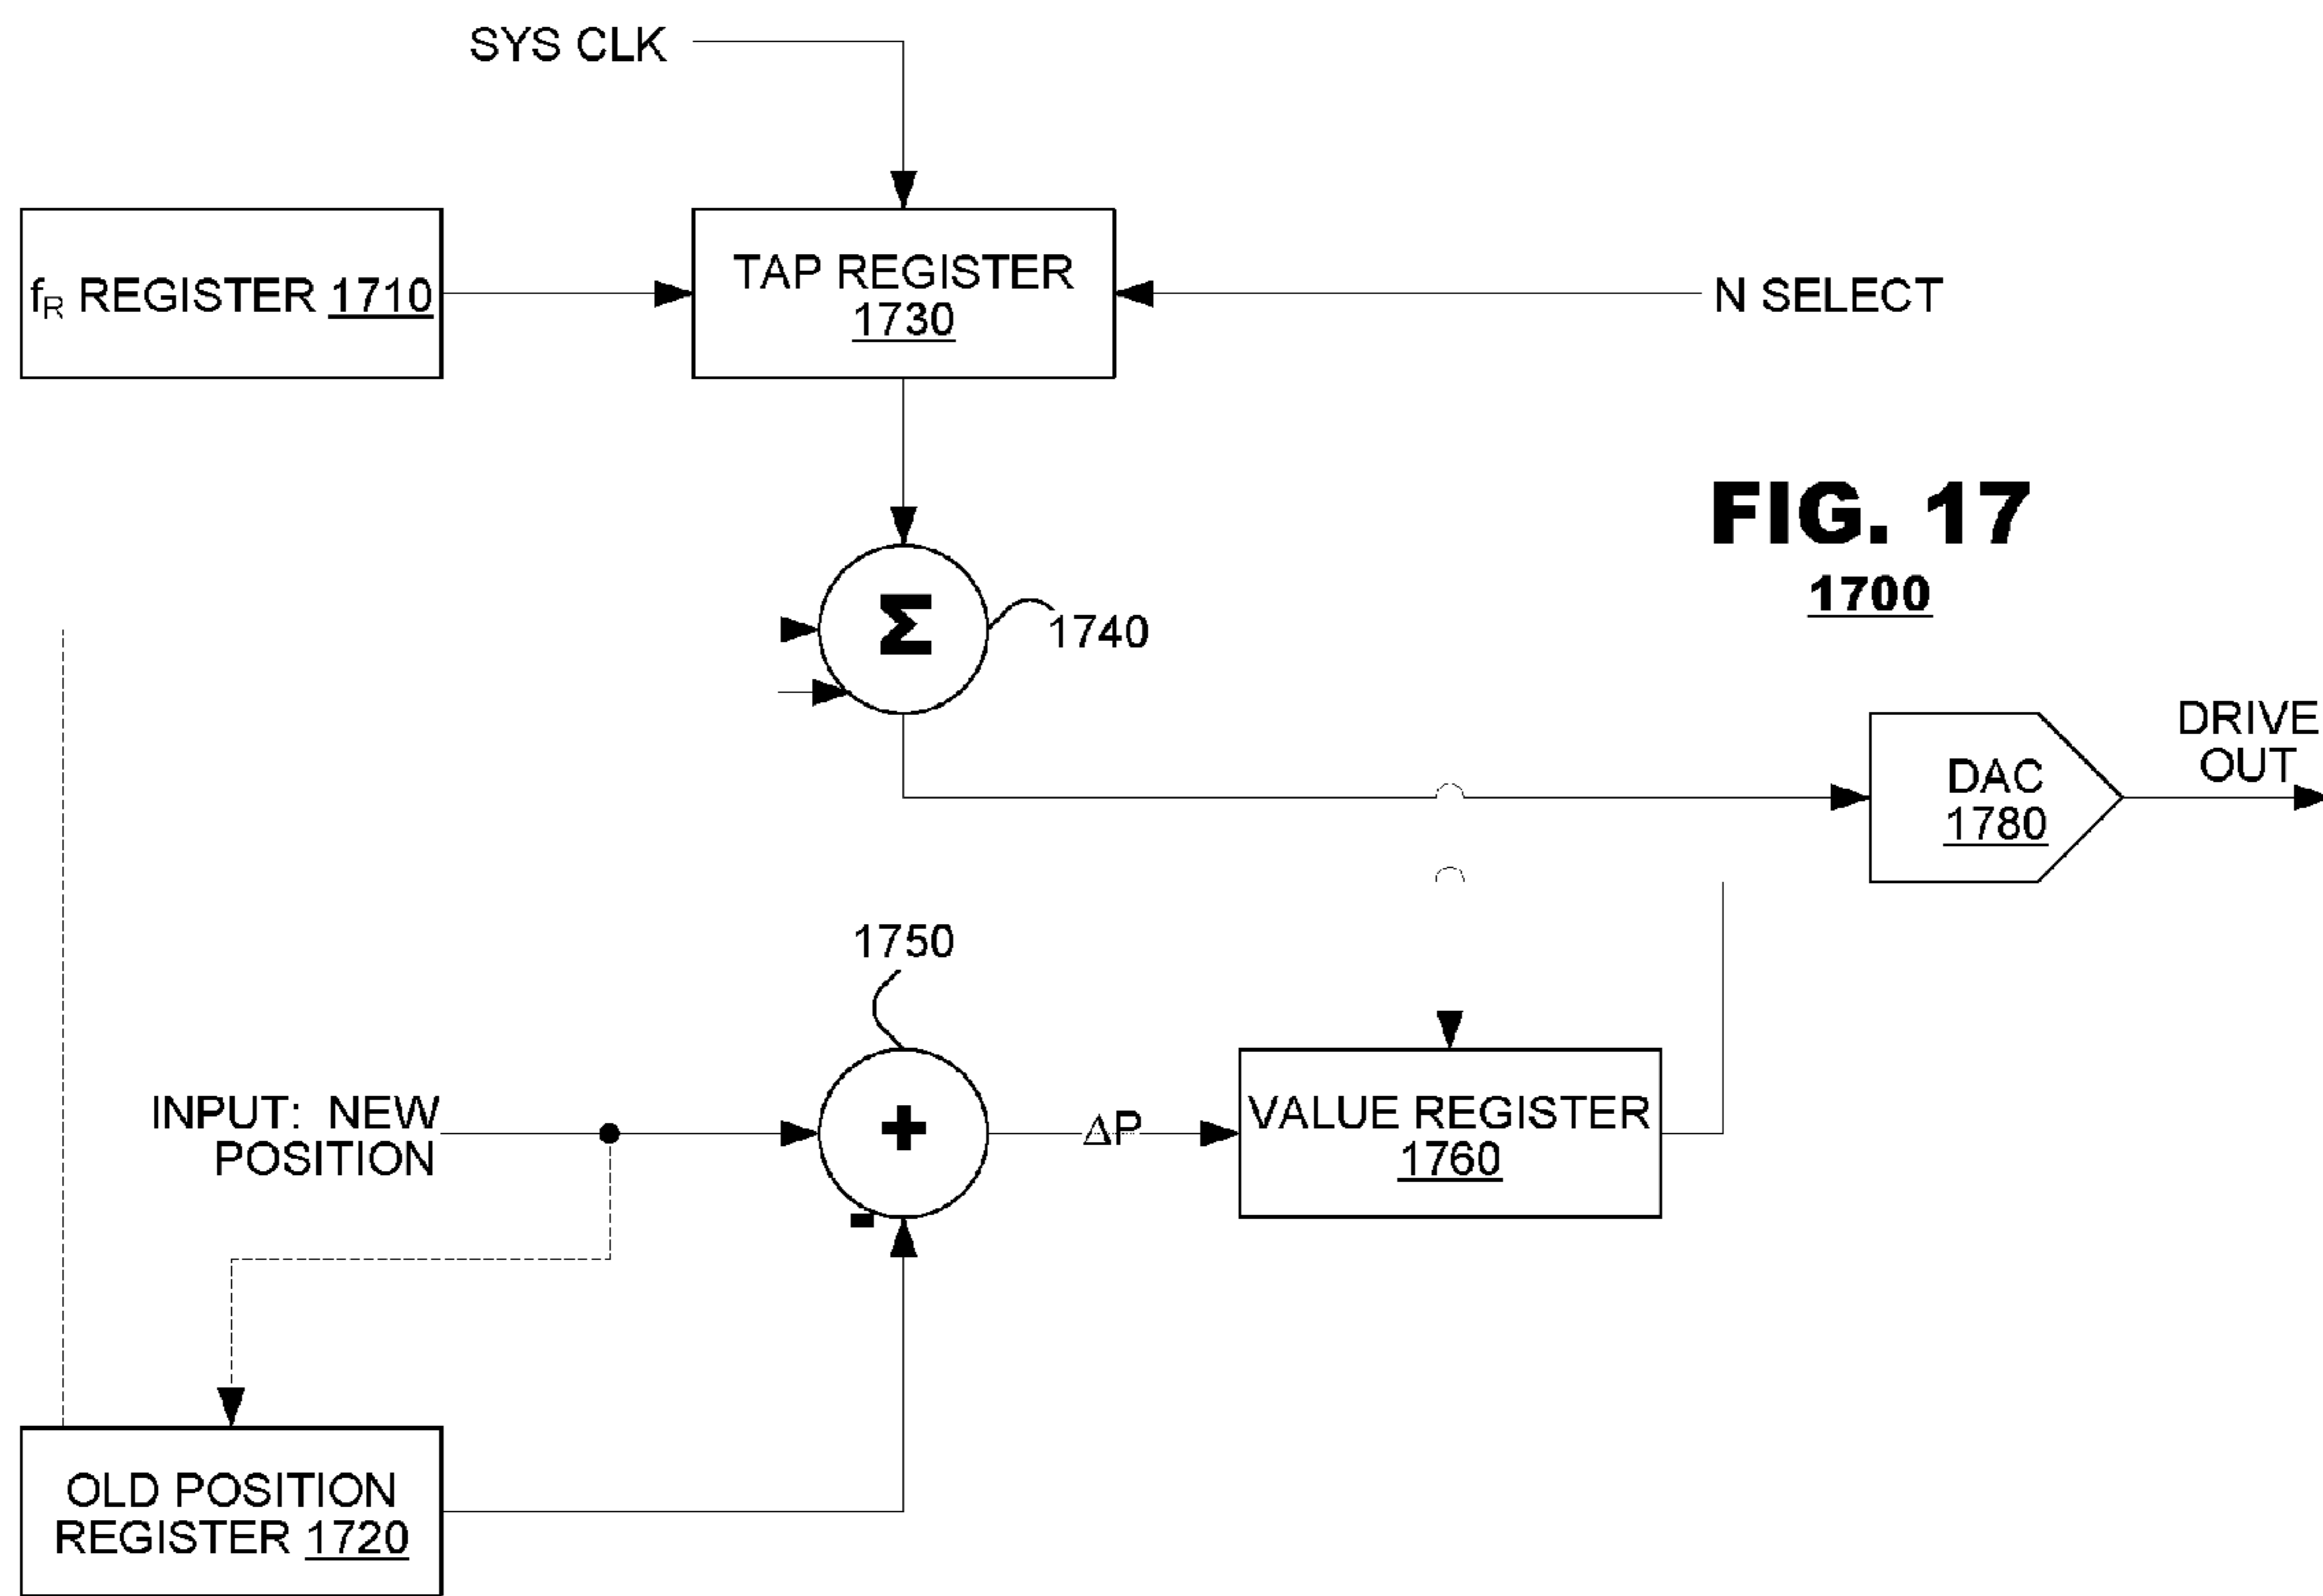 SYS CLK
fR REGISTER 1710
TAP REGISTER
1730
N SELECT
FIG. 17
1700
Σ
1740
DAC
1780
DRIVE
OUT
1750
INPUT: NEW
POSITION
+
-
ΔP
VALUE REGISTER
1760
OLD POSITION
REGISTER 1720